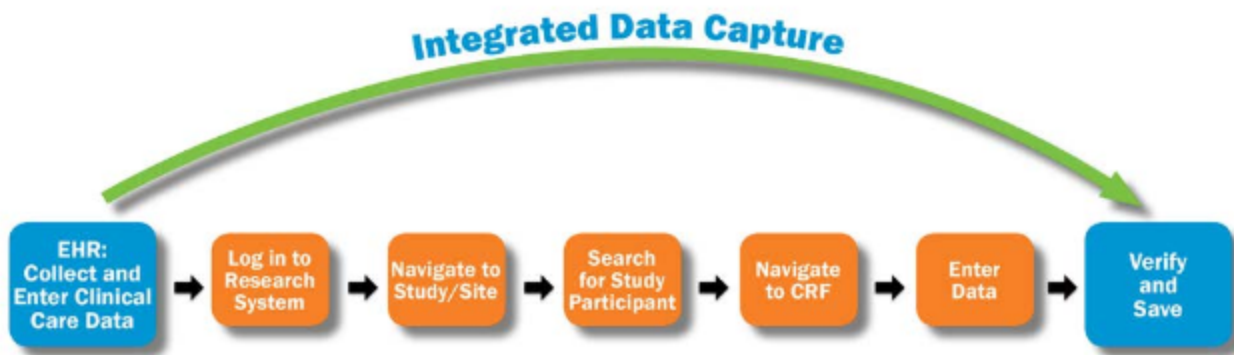 Integrated Data Capture
EHR:
Collect and
Enter Clinical
Care Data
Log in to
Research
System
Navigate to
Study/Site
Search
for Study
Participant
Navigate
to CRF
Enter
Data
Verify
and
Save